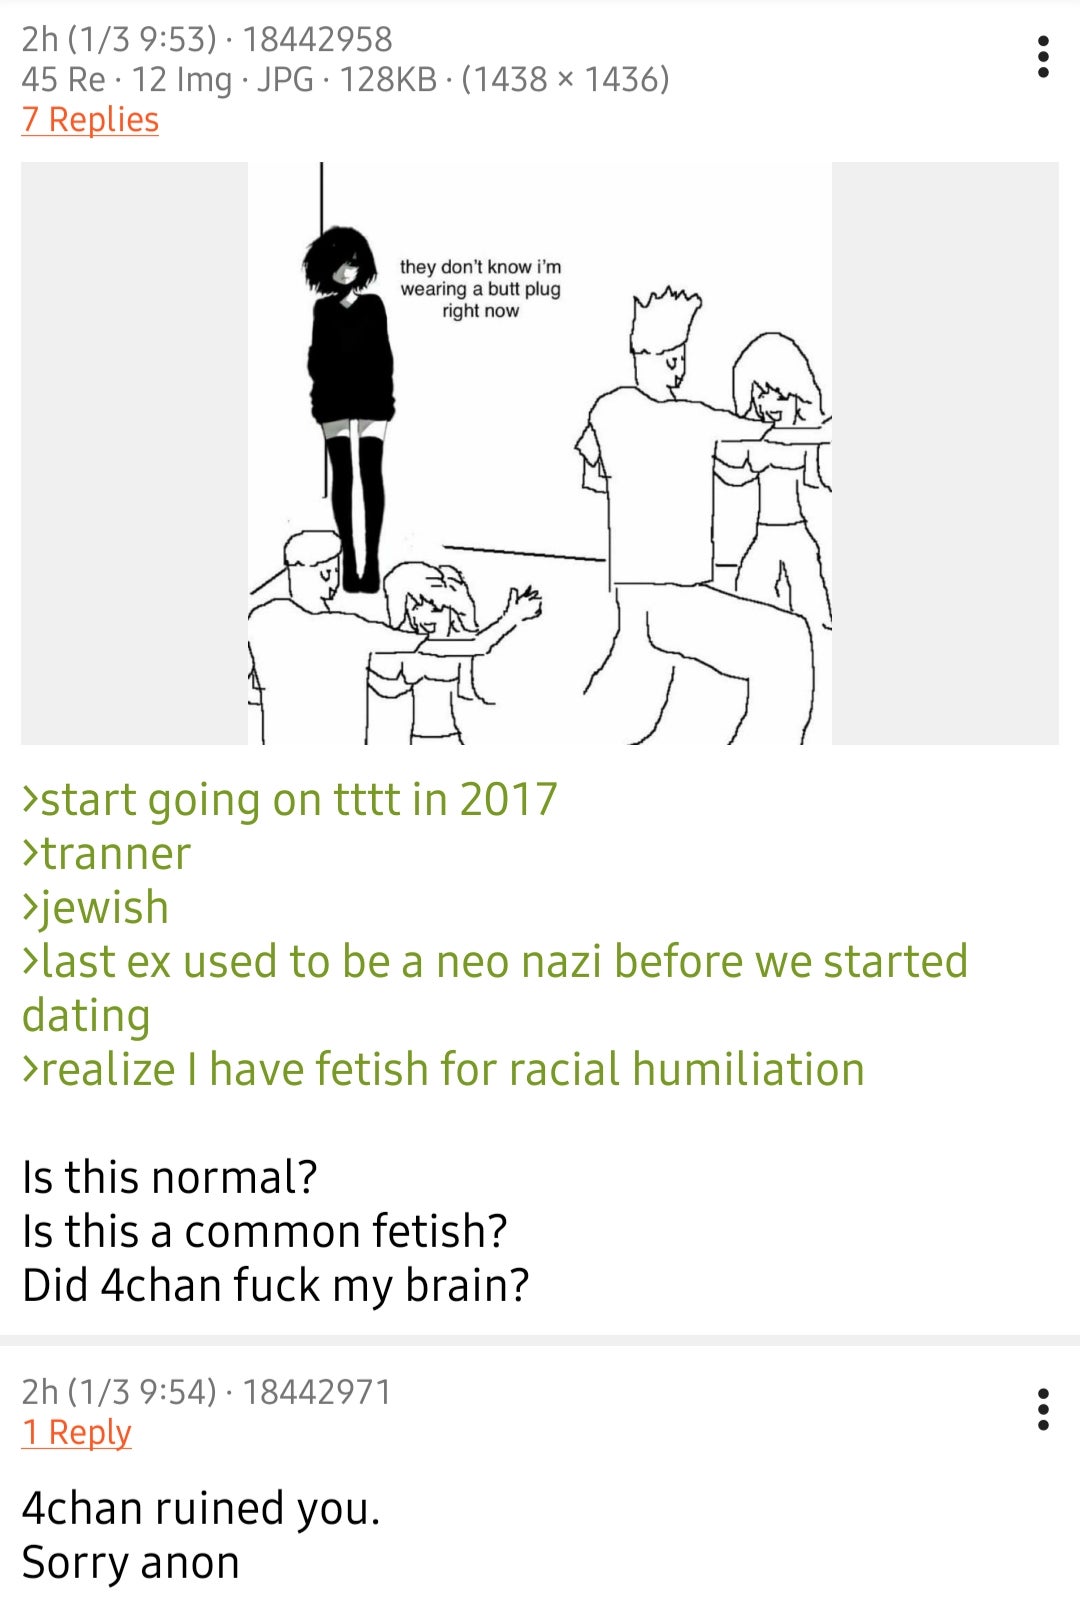 2h (1/3 9:53) · 18442958
45 Re · 12 Img · JPG · 128KB · (1438 × 1436)
7 Replies
they don't know i'm
wearing a butt plug
right now
>start going on tttt in 2017
>tranner
>jewish
>last ex used to be a neo nazi before we started
dating
>realize I have fetish for racial humiliation
Is this normal?
Is this a common fetish?
Did 4chan fuck my brain?
2h (1/3 9:54) · 18442971
1 Reply
4chan ruined you.
Sorry anon